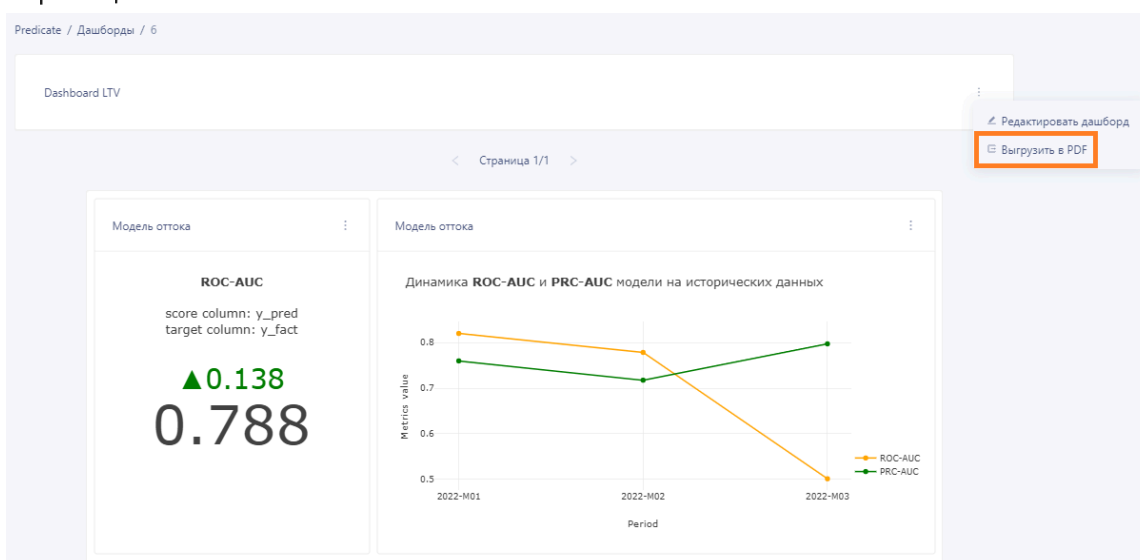 Predicate / Дашборды / 6
Dashboard LTV
Редактировать дашборд
Выгрузить в PDF
< Страница 1/1 >
Модель оттока
ROC-AUC
score column: y_pred
target column: y_fact
▲0.138
0.788
Модель оттока
Динамика ROC-AUC и PRC-AUC модели на исторических данных
Metrics value
0.8
0.7
0.6
0.5
2022-M01 2022-M02 2022-M03
Period
ROC-AUC
PRC-AUC